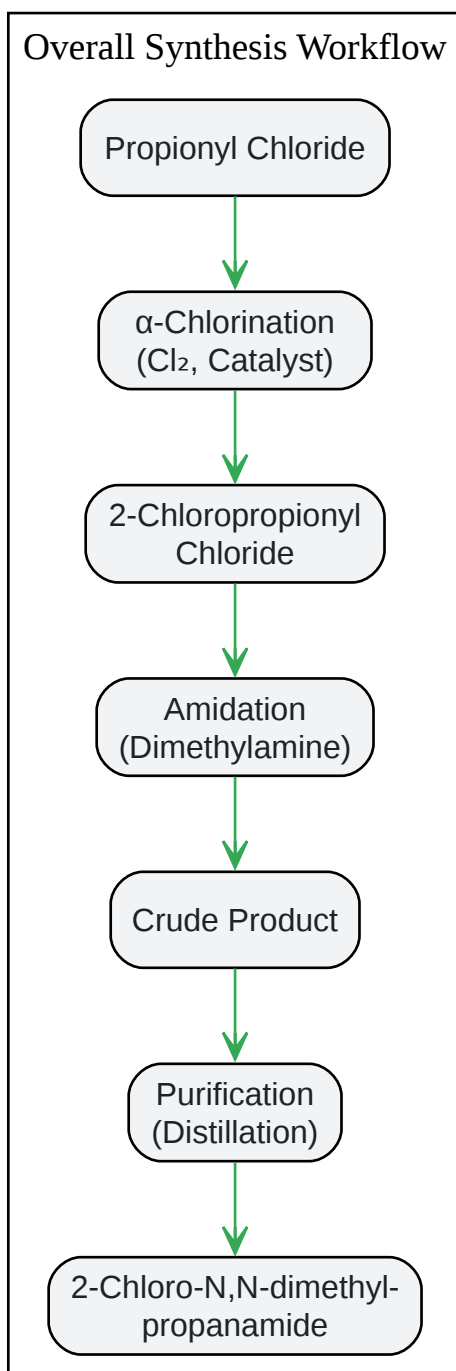 Overall Synthesis Workflow
Propionyl Chloride
α-Chlorination
(Cl₂, Catalyst)
2-Chloropropionyl
Chloride
Amidation
(Dimethylamine)
Crude Product
Purification
(Distillation)
2-Chloro-N,N-dimethyl-
propanamide